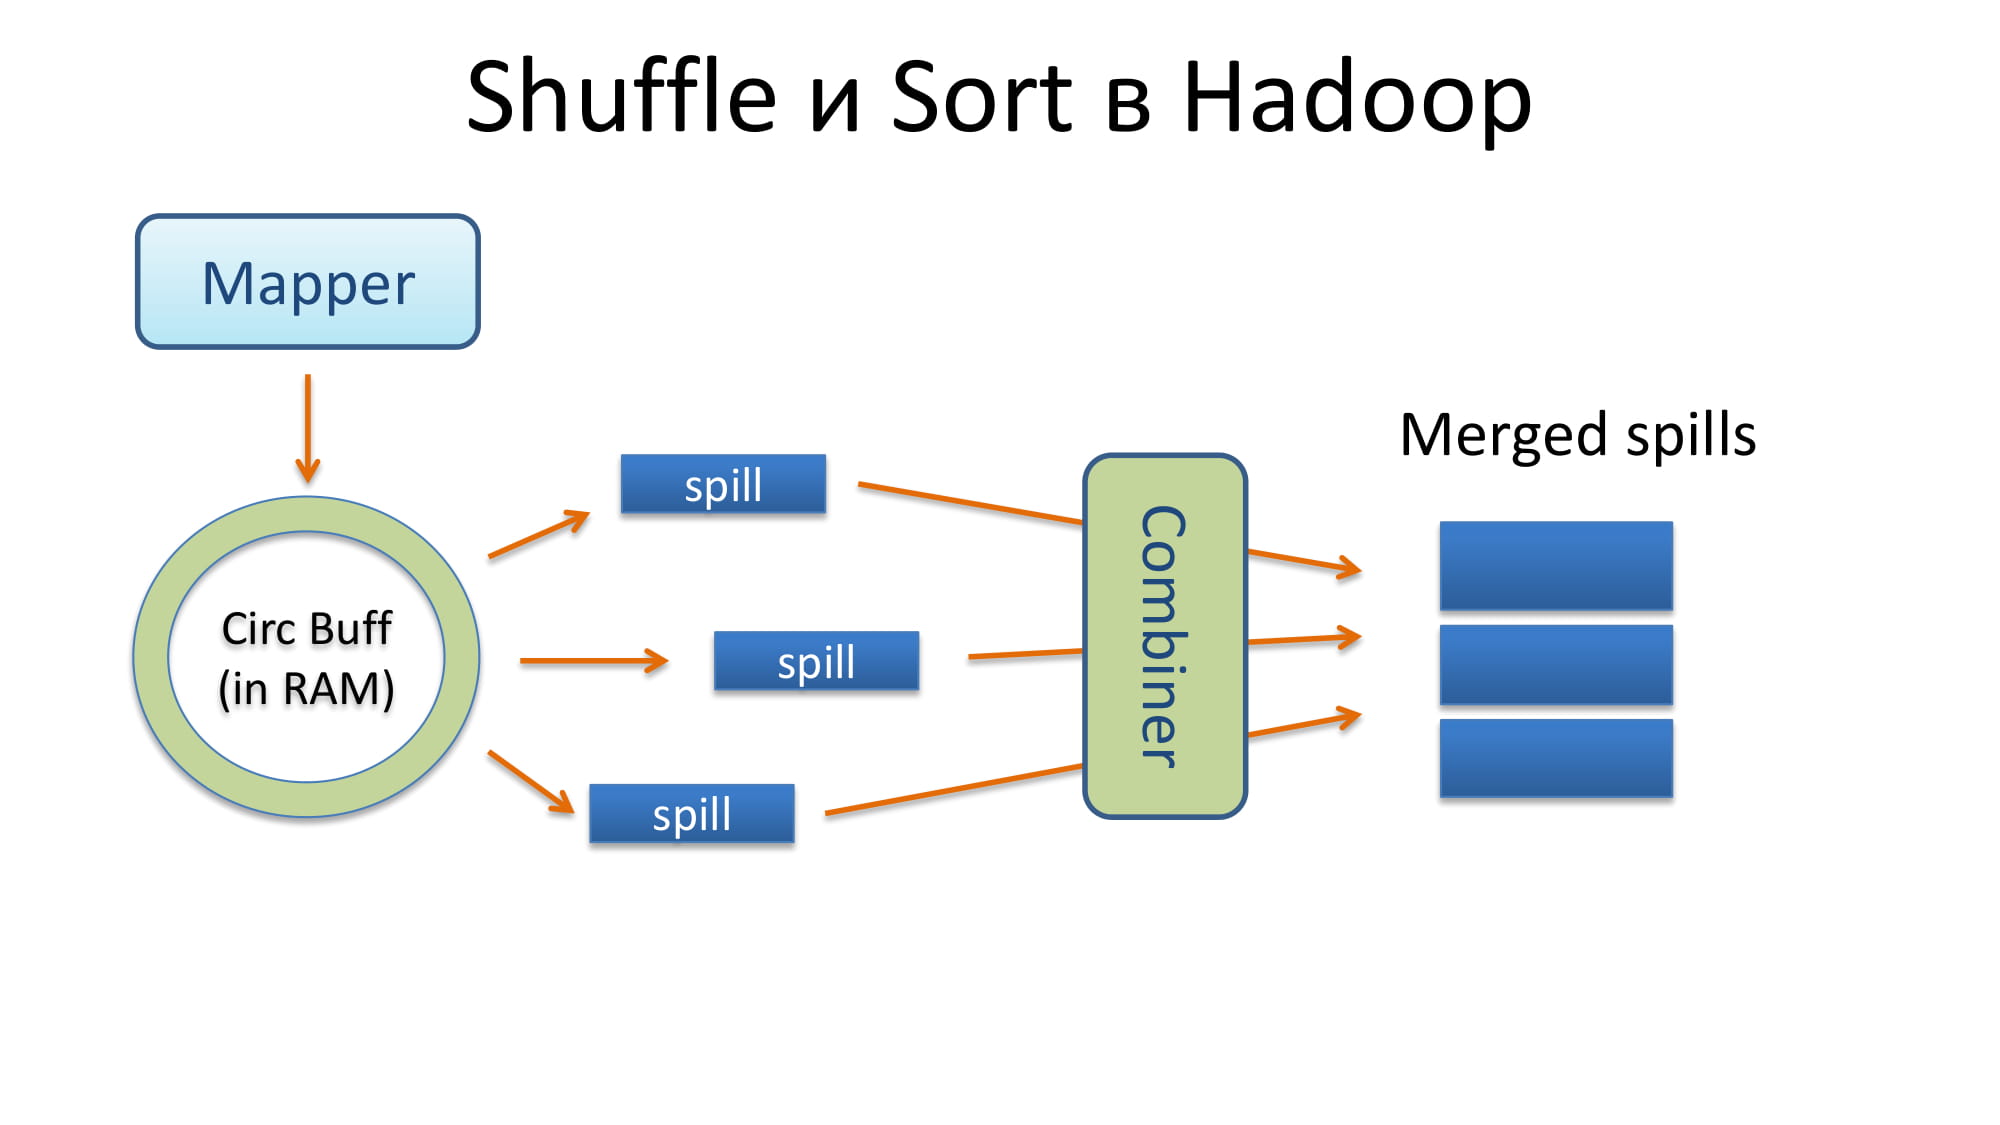 Shuffle и Sort в Hadoop
Mapper
Circ Buff
(in RAM)
spill
spill
spill
Combiner
Merged spills